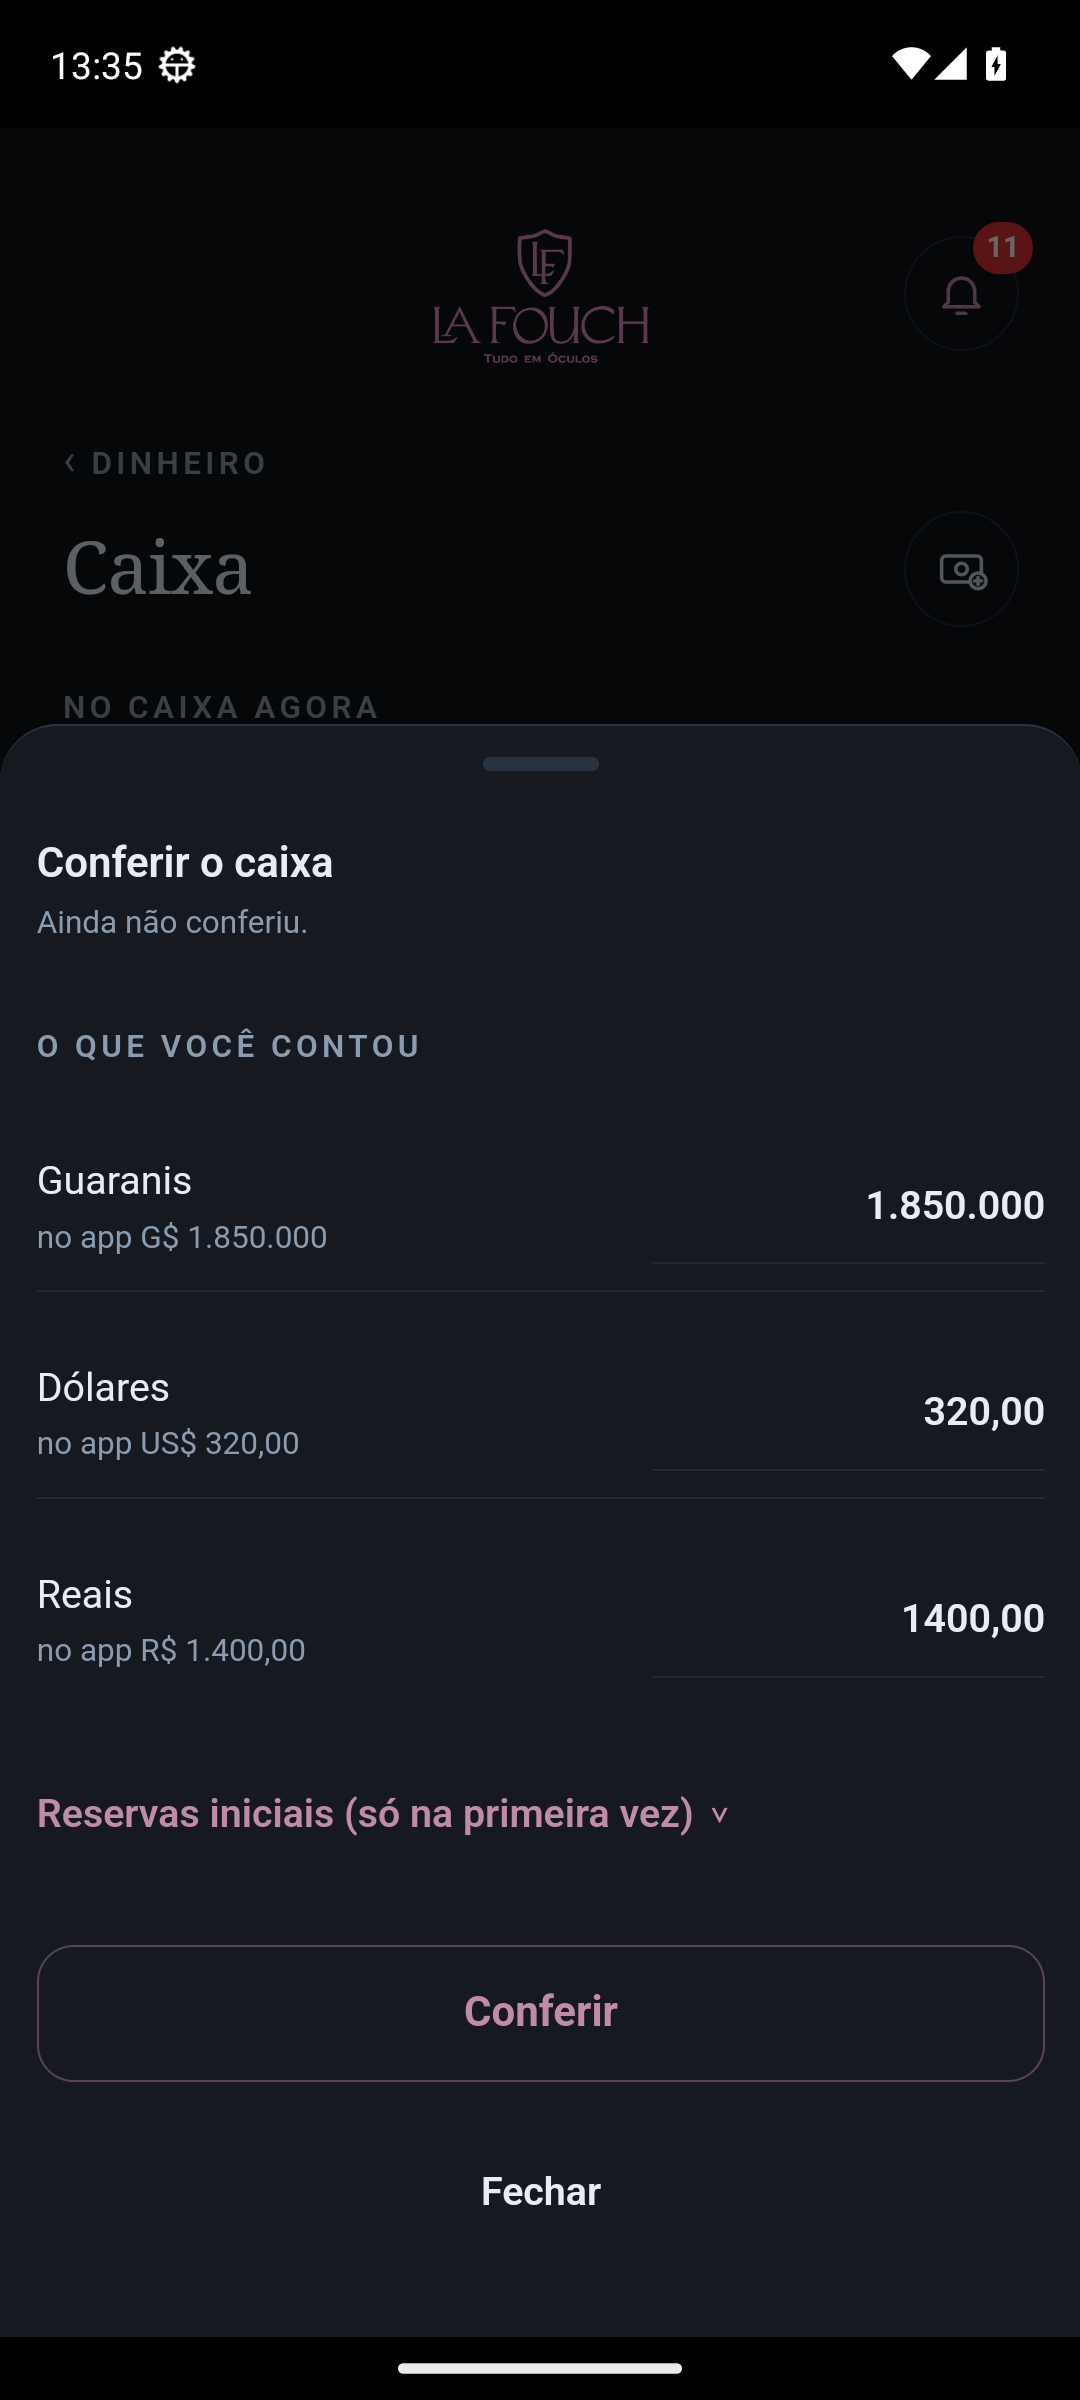 13:35
11
LF
LA FOUCH
TUDO EM ÓCULOS
‹ DINHEIRO
Caixa
NO CAIXA AGORA
Conferir o caixa
Ainda não conferiu.
O QUE VOCÊ CONTOU
Guaranis
1.850.000
no app G$ 1.850.000
Dólares
320,00
no app US$ 320,00
Reais
1400,00
no app R$ 1.400,00
Reservas iniciais (só na primeira vez)
Conferir
Fechar